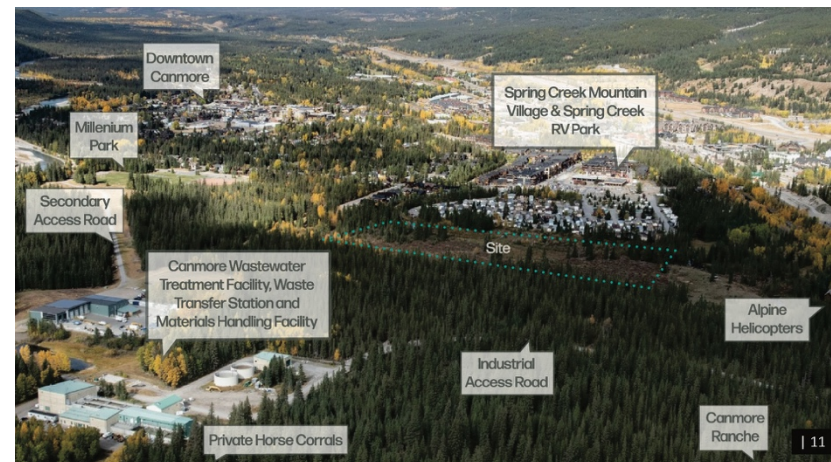 Downtown
Canmore
Spring Creek Mountain
Village & Spring Creek
RV Park
Millenium
Park
Secondary
Access Road
Site
Canmore Wastewater
Treatment Facility, Waste
Transfer Station and
Materials Handling Facility
Alpine
Helicopters
Industrial
Access Road
Canmore
Ranche
Private Horse Corrals
| 11